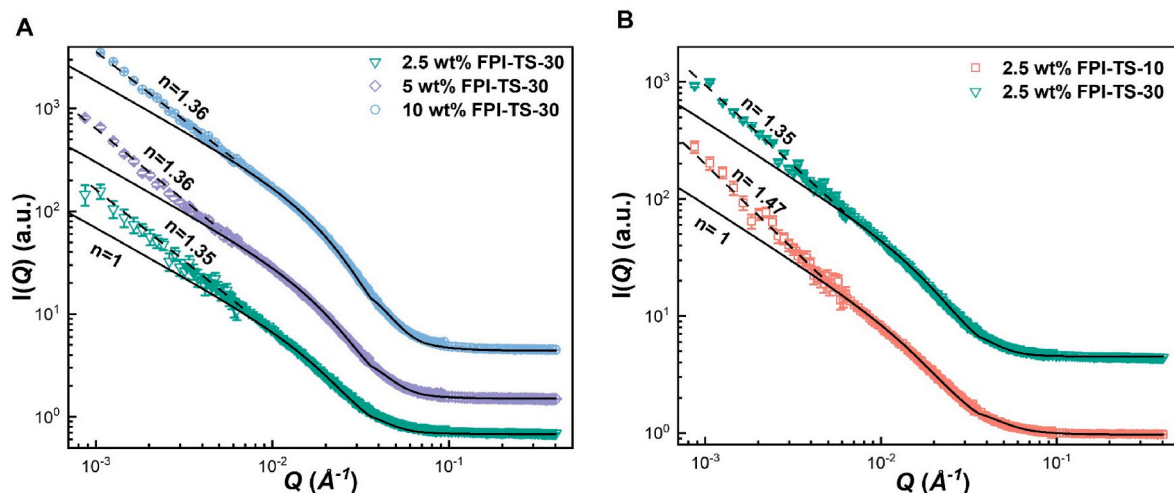 A
I(Q) (a.u.)
10³
10²
10¹
10⁰
n=1.36
n=1.36
n=1.35
n=1
2.5 wt% FPI-TS-30
5 wt% FPI-TS-30
10 wt% FPI-TS-30
10⁻³
10⁻²
10⁻¹
Q (Å⁻¹)
B
I(Q) (a.u.)
10³
10²
10¹
10⁰
n= 1.35
n= 1.47
n= 1
2.5 wt% FPI-TS-10
2.5 wt% FPI-TS-30
10⁻³
10⁻²
10⁻¹
Q (Å⁻¹)